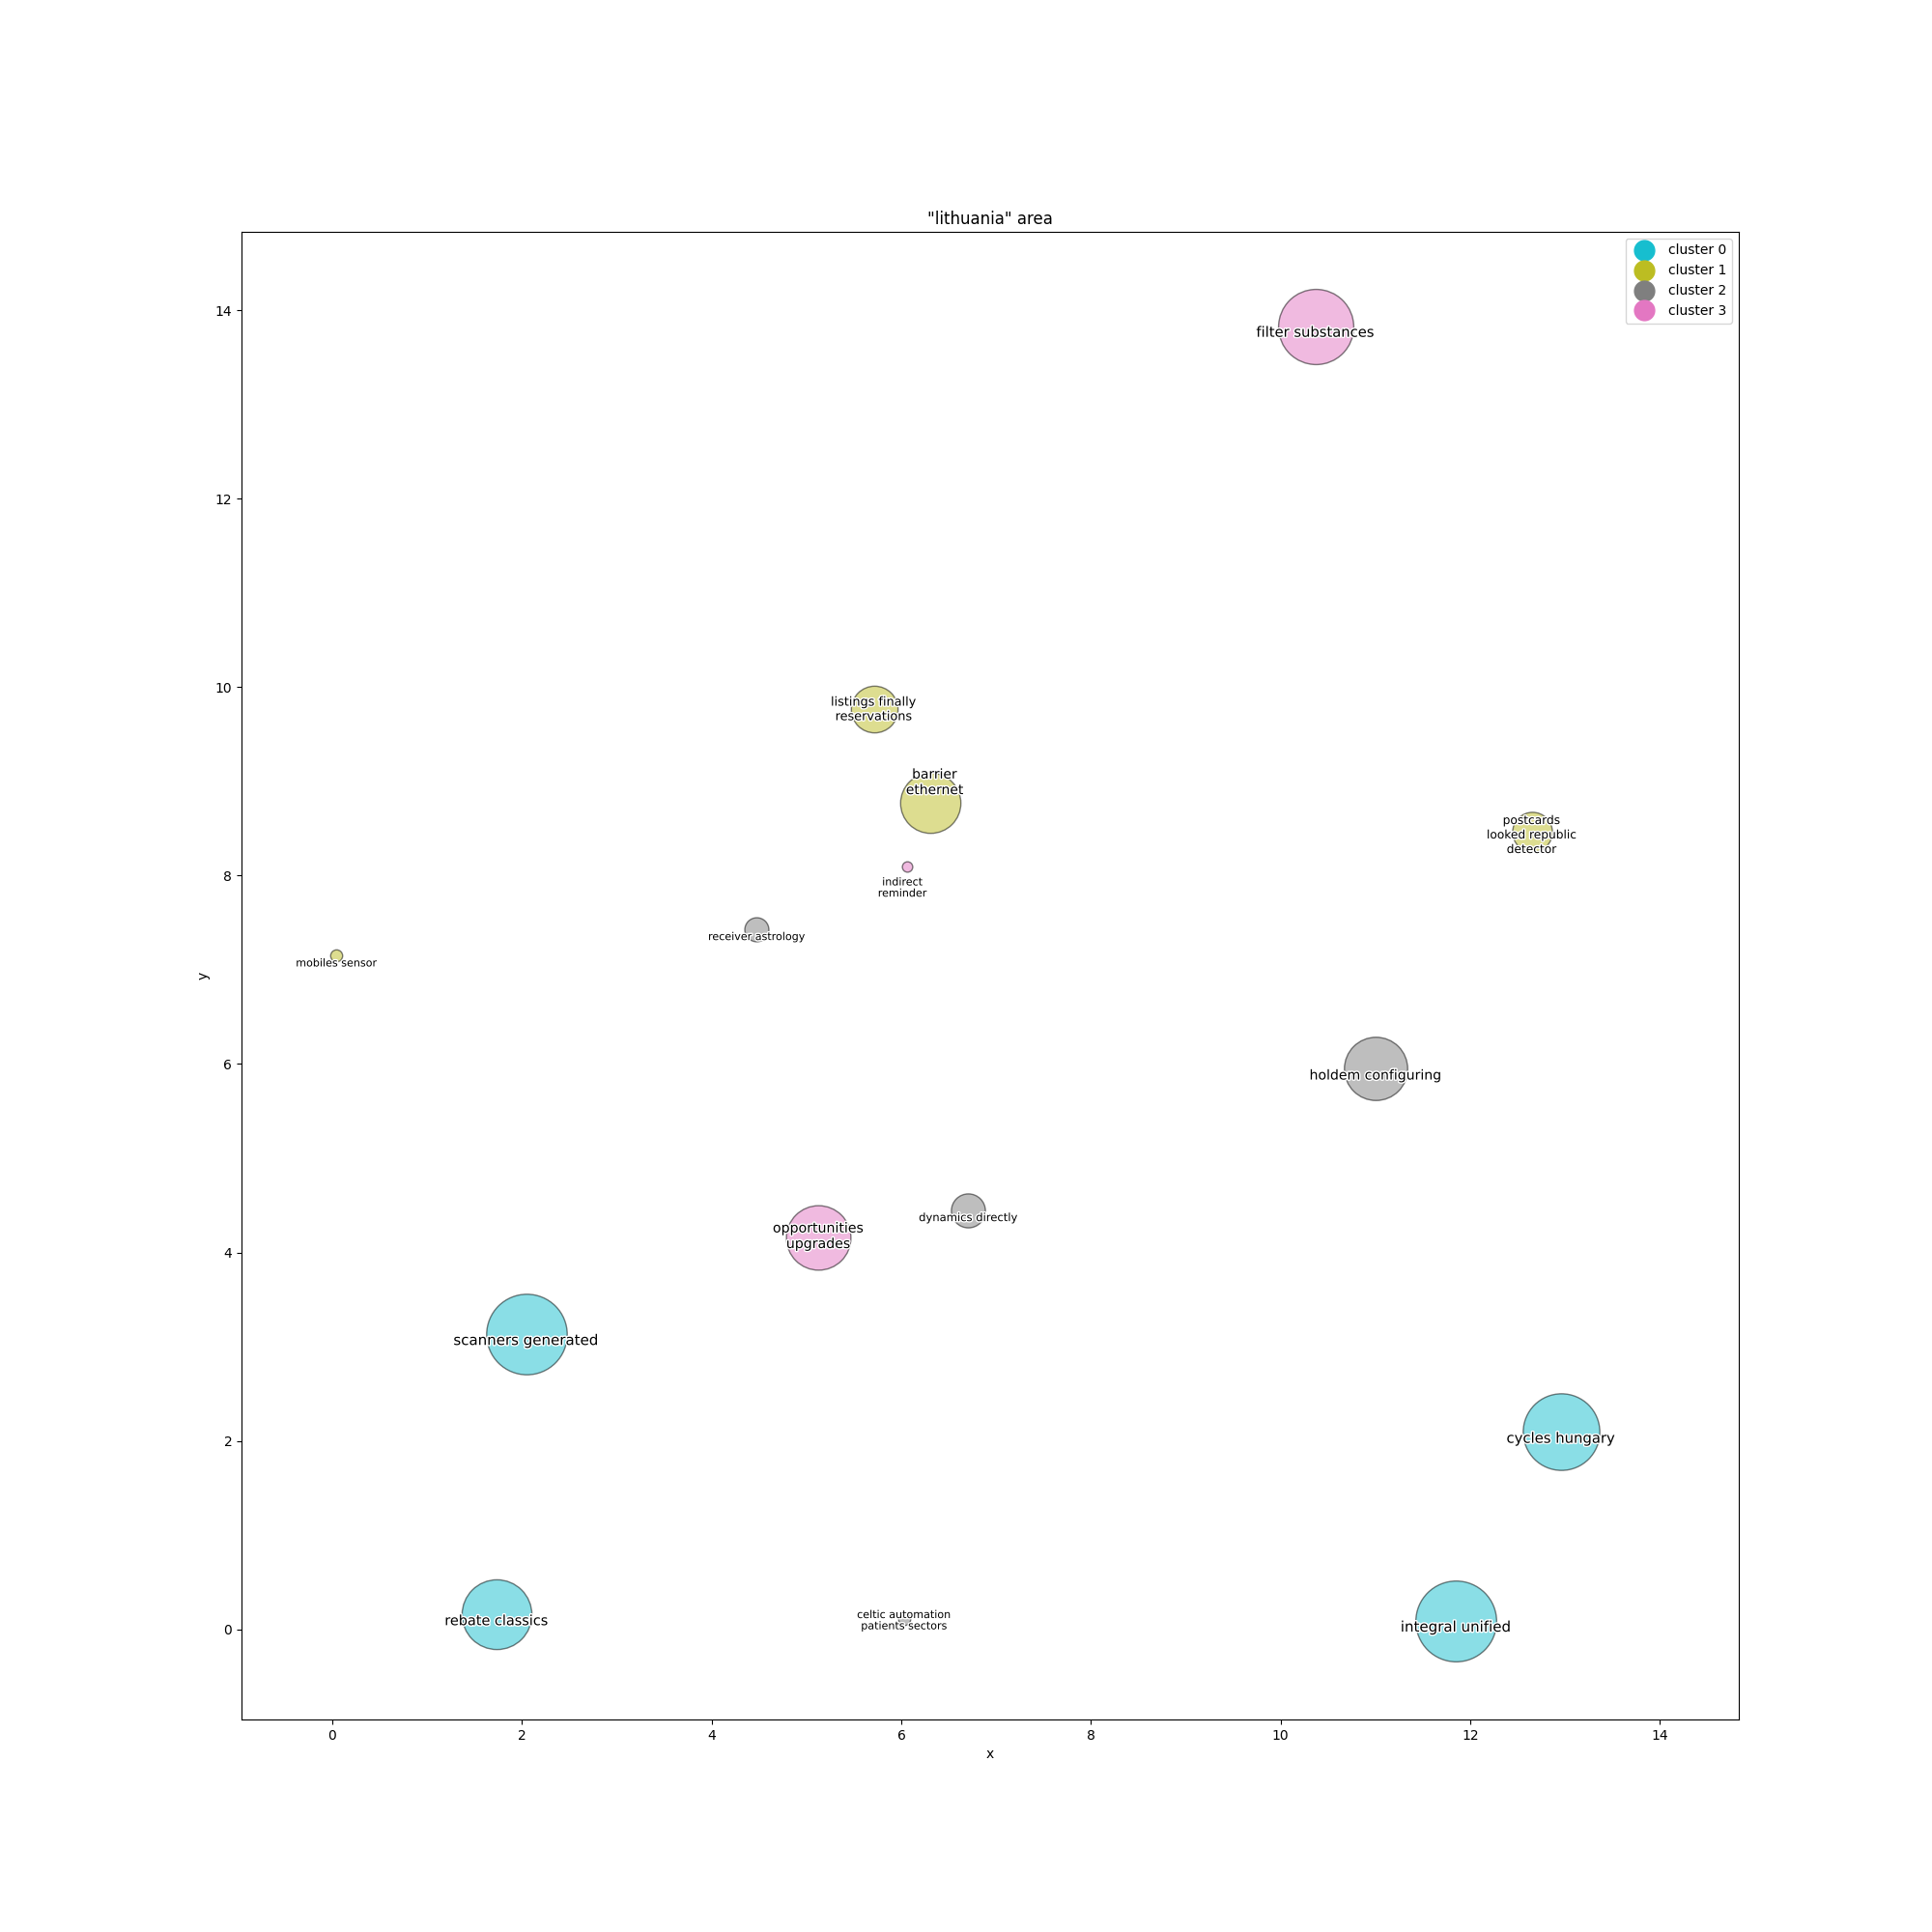 "lithuania" area
cluster 0
cluster 1
cluster 2
cluster 3
filter substances
listings finally
reservations
barrier
ethernet
postcards
looked republic
detector
indirect
reminder
receiver astrology
mobiles sensor
holdem configuring
dynamics directly
opportunities
upgrades
scanners generated
cycles hungary
rebate classics
celtic automation
patients sectors
integral unified
14
12
10
8
6
4
2
0
y
0 2 4 6 8 10 12 14
x